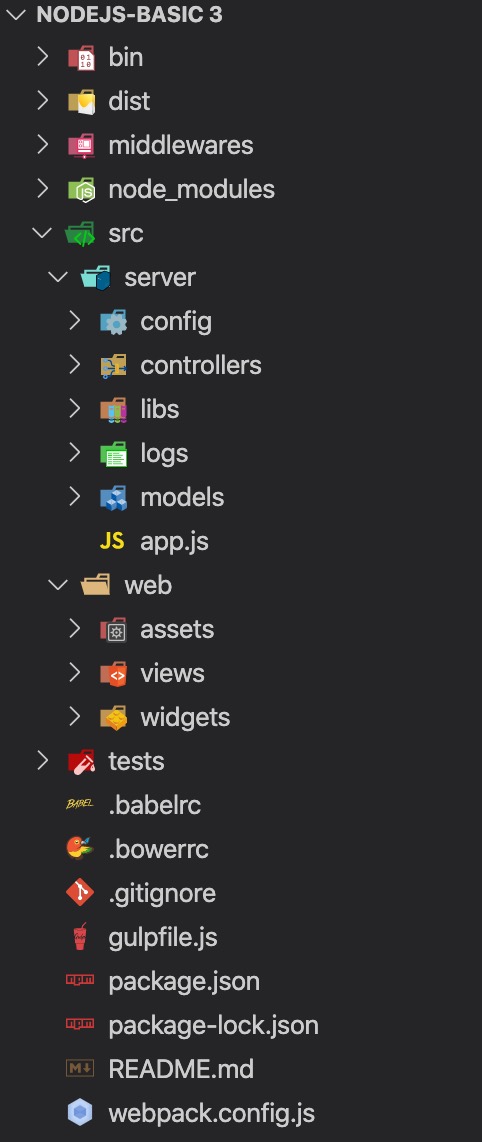 NODEJS-BASIC 3
bin
dist
middlewares
node_modules
src
server
config
controllers
libs
logs
models
JS app.js
web
assets
views
widgets
tests
BABEL .babelrc
.bowerrc
.gitignore
gulpfile.js
package.json
package-lock.json
README.md
webpack.config.js